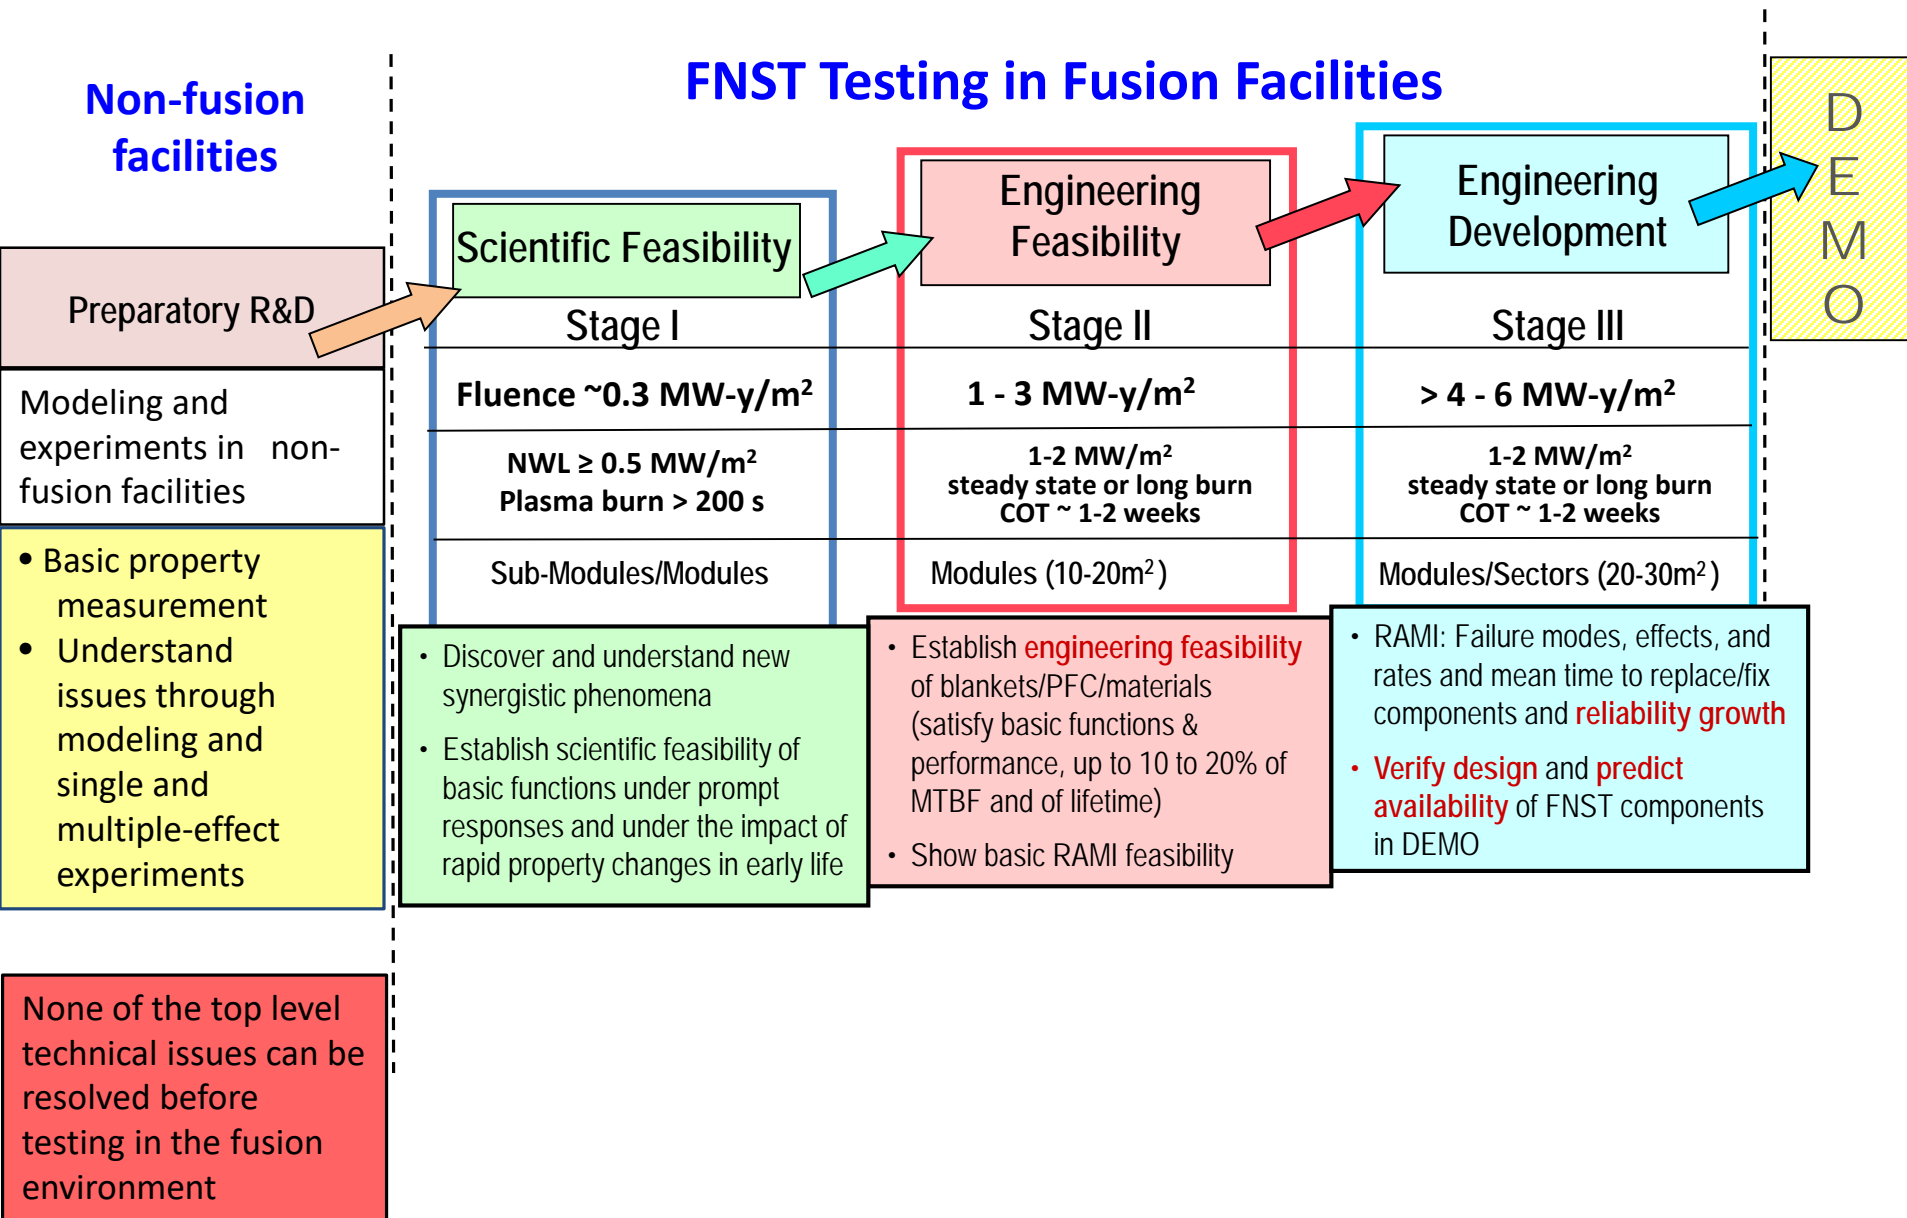 FNST Testing in Fusion Facilities
Non-fusion
facilities
Preparatory R&D
Modeling and
experiments in non-
fusion facilities
• Basic property
measurement
• Understand
issues through
modeling and
single and
multiple-effect
experiments
None of the top level
technical issues can be
resolved before
testing in the fusion
environment
Scientific Feasibility
Stage I
Fluence ~0.3 MW-y/m²
NWL ≥ 0.5 MW/m²
Plasma burn > 200 s
Sub-Modules/Modules
• Discover and understand new
synergistic phenomena
• Establish scientific feasibility of
basic functions under prompt
responses and under the impact of
rapid property changes in early life
Engineering
Feasibility
Stage II
1 - 3 MW-y/m²
1-2 MW/m²
steady state or long burn
COT ~ 1-2 weeks
Modules (10-20m²)
• Establish engineering feasibility
of blankets/PFC/materials
(satisfy basic functions &
performance, up to 10 to 20% of
MTBF and of lifetime)
• Show basic RAMI feasibility
Engineering
Development
Stage III
> 4 - 6 MW-y/m²
1-2 MW/m²
steady state or long burn
COT ~ 1-2 weeks
Modules/Sectors (20-30m²)
• RAMI: Failure modes, effects, and
rates and mean time to replace/fix
components and reliability growth
• Verify design and predict
availability of FNST components
in DEMO
D
E
M
O